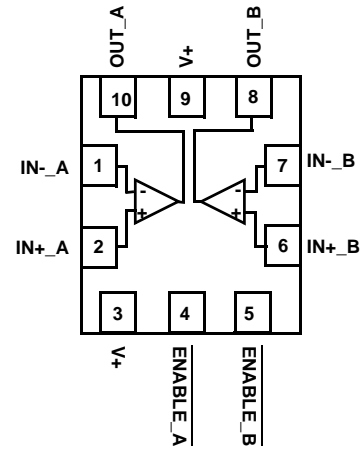 OUT_A
V+
OUT_B
10
9
8
IN-_A
1
-
-
7
IN-_B
IN+_A
2
+
+
6
IN+_B
3
4
5
V+
ENABLE_A
ENABLE_B